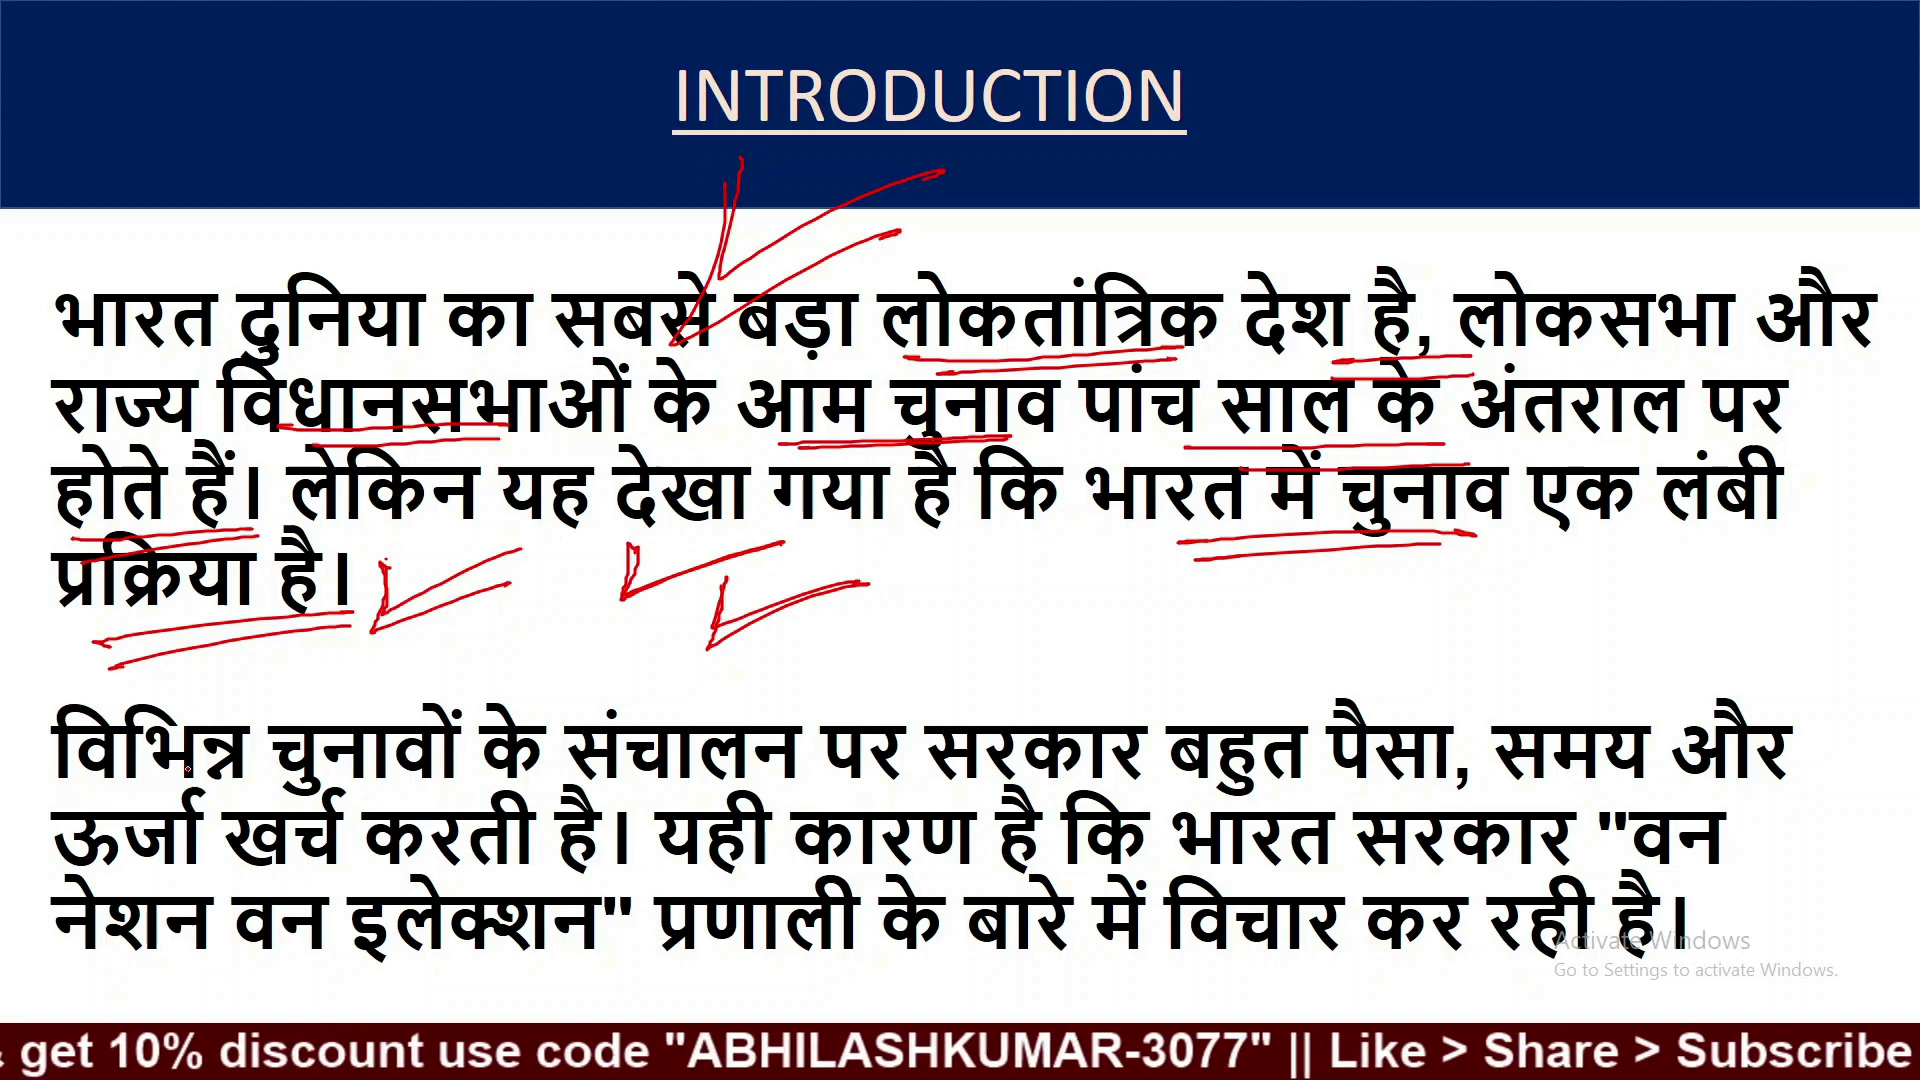 INTRODUCTION
भारत दुनिया का सबसे बड़ा लोकतांत्रिक देश है, लोकसभा और
राज्य विधानसभाओं के आम चुनाव पांच साल के अंतराल पर
होते हैं। लेकिन यह देखा गया है कि भारत में चुनाव एक लंबी
प्रक्रिया है।
विभिन्न चुनावों के संचालन पर सरकार बहुत पैसा, समय और
ऊर्जा खर्च करती है। यही कारण है कि भारत सरकार "वन
नेशन वन इलेक्शन" प्रणाली के बारे में विचार कर रही है।
Activate Windows
Go to Settings to activate Windows.
& get 10% discount use code "ABHILASHKUMAR-3077" || Like > Share > Subscribe